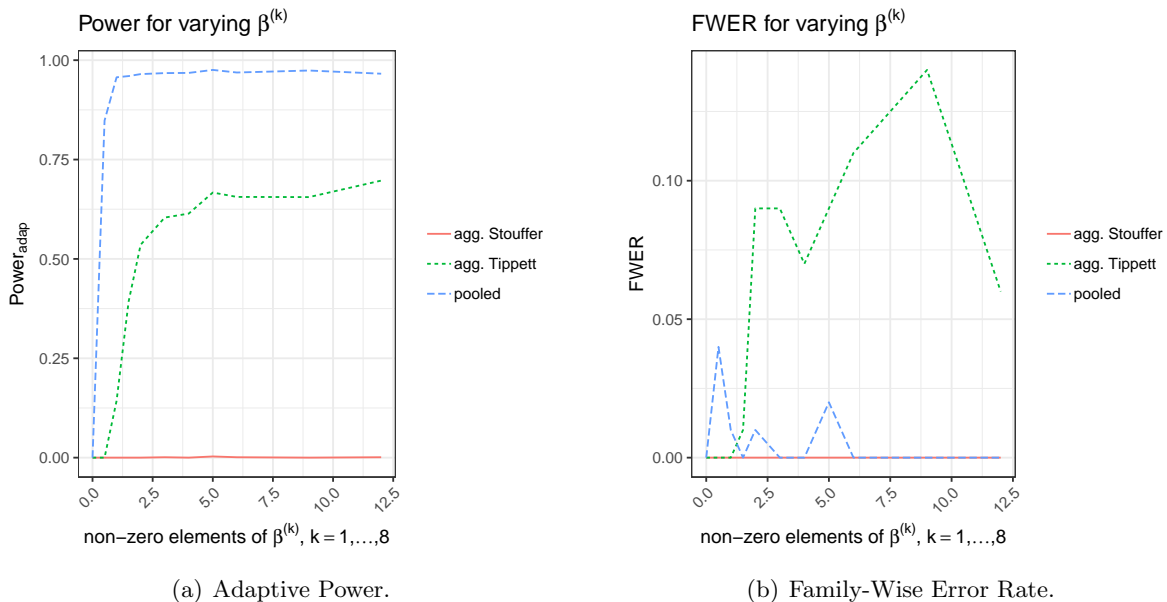 Power for varying β(k)
1.00
0.75
0.50
0.25
0.00
Power_adap
0.0
2.5
5.0
7.5
10.0
12.5
non−zero elements of β(k), k = 1,…,8
agg. Stouffer
agg. Tippett
pooled
(a) Adaptive Power.
FWER for varying β(k)
0.10
0.05
0.00
FWER
0.0
2.5
5.0
7.5
10.0
12.5
non−zero elements of β(k), k = 1,…,8
agg. Stouffer
agg. Tippett
pooled
(b) Family-Wise Error Rate.